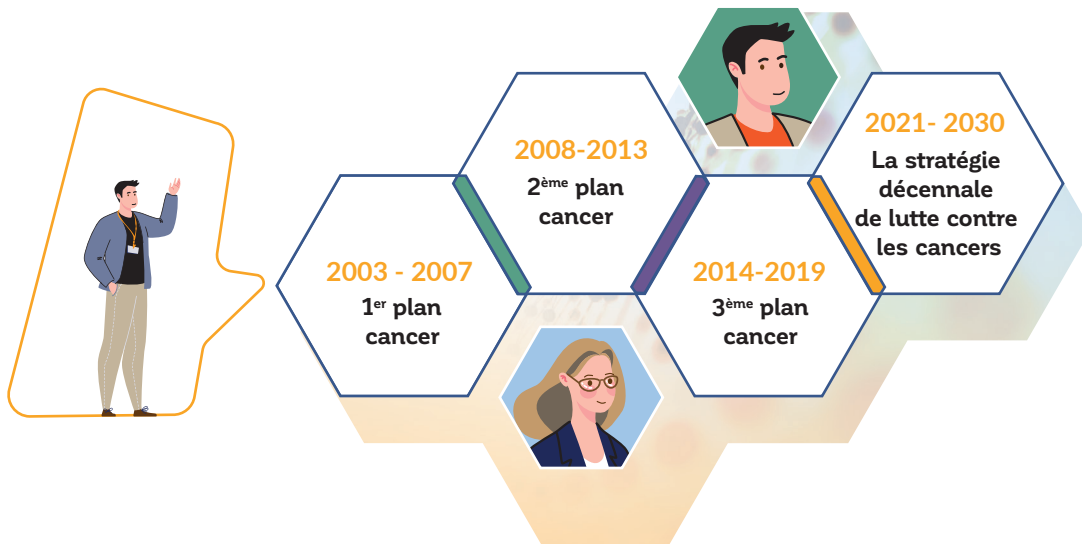 2003 - 2007
1er plan
cancer
2008-2013
2ème plan
cancer
2014-2019
3ème plan
cancer
2021- 2030
La stratégie
décennale
de lutte contre
les cancers